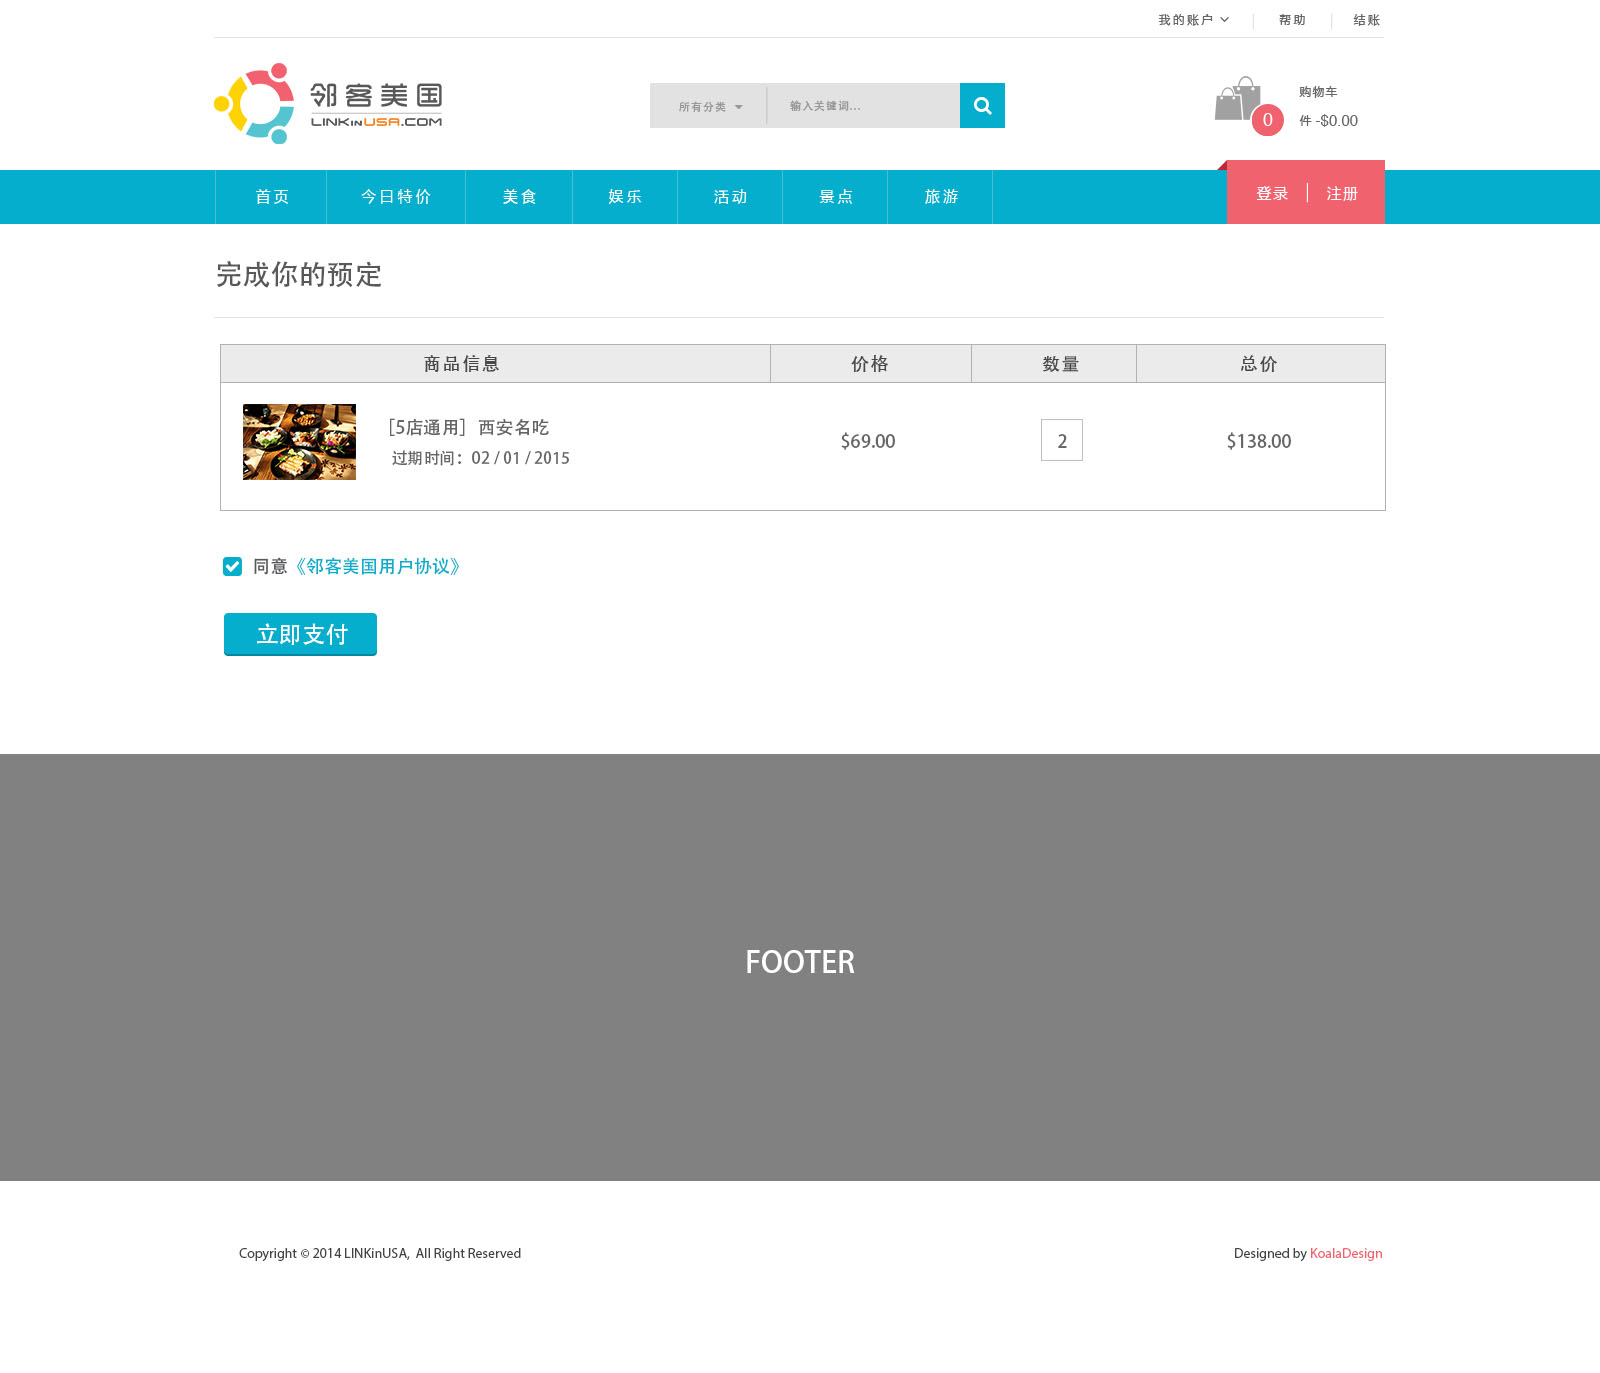 我的账户 帮助 结账
邻客美国
LINKinUSA.COM
所有分类 输入关键词...
购物车
0 件 -$0.00
首页 今日特价 美食 娱乐 活动 景点 旅游 登录 注册
完成你的预定
商品信息 价格 数量 总价
[5店通用] 西安名吃
$69.00 2 $138.00
过期时间：02 / 01 / 2015
同意《邻客美国用户协议》
立即支付
FOOTER
Copyright © 2014 LINKinUSA, All Right Reserved Designed by KoalaDesign